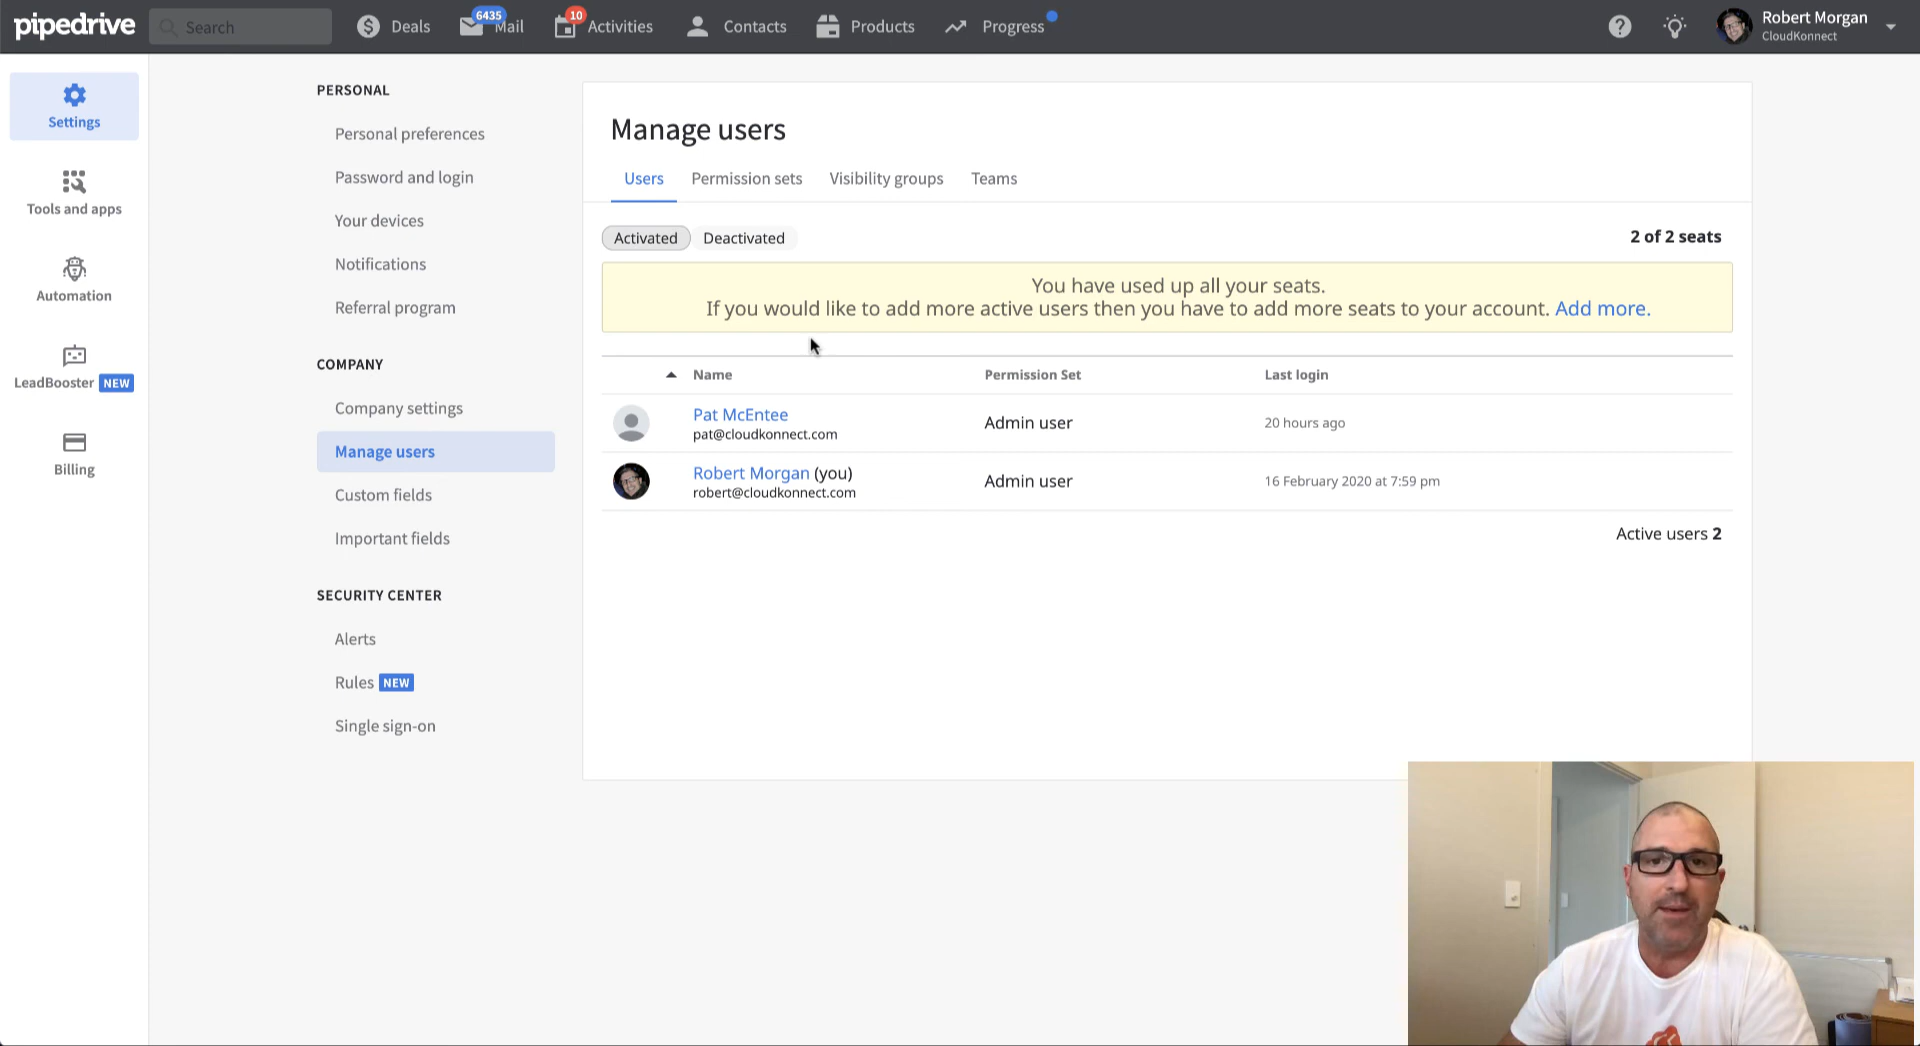 pipedrive
Search
Deals
6435
Mail
10
Activities
Contacts
Products
Progress
Robert Morgan
CloudKonnect
Settings
Tools and apps
Automation
LeadBooster NEW
Billing
PERSONAL
Personal preferences
Password and login
Your devices
Notifications
Referral program
COMPANY
Company settings
Manage users
Custom fields
Important fields
SECURITY CENTER
Alerts
Rules NEW
Single sign-on
Manage users
Users Permission sets Visibility groups Teams
Activated Deactivated
2 of 2 seats
You have used up all your seats.
If you would like to add more active users then you have to add more seats to your account. Add more.
Name Permission Set Last login
Pat McEntee
pat@cloudkonnect.com
Admin user
20 hours ago
Robert Morgan (you)
robert@cloudkonnect.com
Admin user
16 February 2020 at 7:59 pm
Active users 2